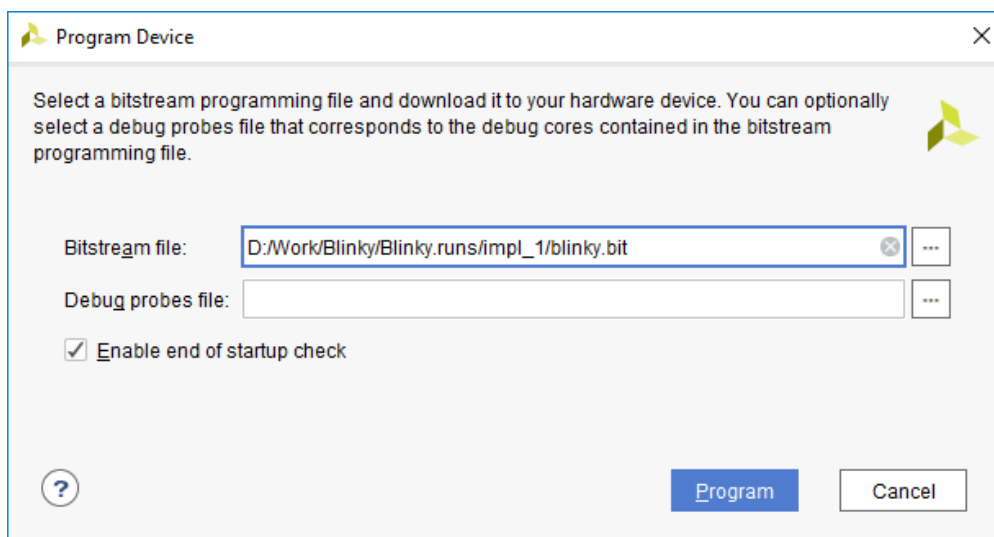 Program Device
Select a bitstream programming file and download it to your hardware device. You can optionally
select a debug probes file that corresponds to the debug cores contained in the bitstream
programming file.
Bitstream file: D:/Work/Blinky/Blinky.runs/impl_1/blinky.bit ...
Debug probes file: ...
Enable end of startup check
? Program Cancel